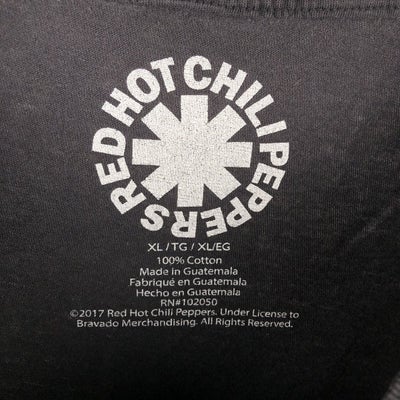 RED HOT CHILI PEPPERS
XL / TG / XL/EG
100% Cotton
Made in Guatemala
Fabriqué en Guatemala
Hecho en Guatemala
RN#102050
©2017 Red Hot Chili Peppers. Under License to
Bravado Merchandising. All Rights Reserved.